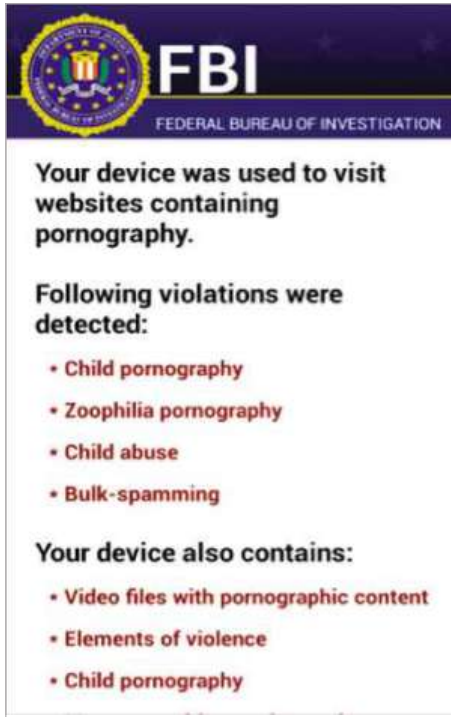 FBI
FEDERAL BUREAU OF INVESTIGATION
Your device was used to visit
websites containing
pornography.
Following violations were
detected:
• Child pornography
• Zoophilia pornography
• Child abuse
• Bulk-spamming
Your device also contains:
• Video files with pornographic content
• Elements of violence
• Child pornography